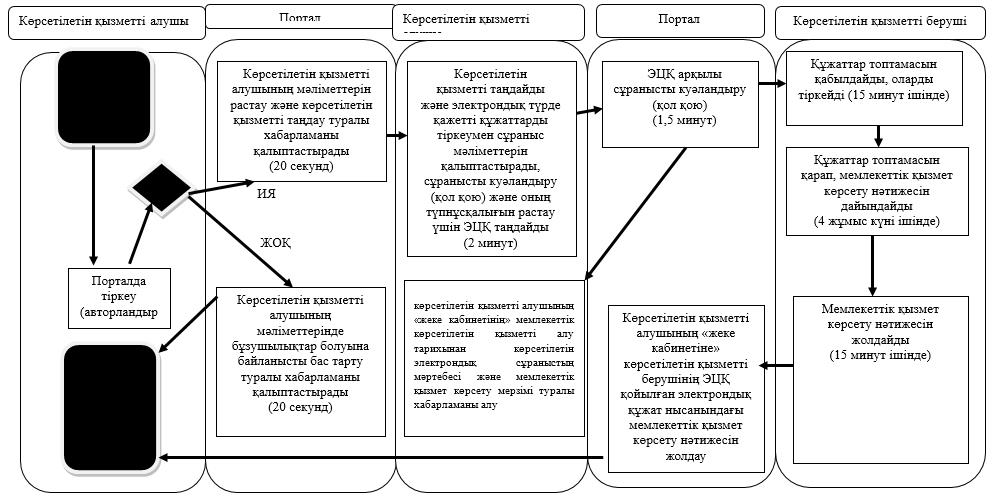 Көрсетілетін қызметті алушы
Портал
Көрсетілетін қызметті
Портал
Көрсетілетін қызметті беруші
Порталда
тіркеу
(авторландыр
ИЯ
ЖОҚ
Көрсетілетін қызметті
алушының мәліметтерін
растау және көрсетілетін
қызметті таңдау туралы
хабарламаны
қалыптастырады
(20 секунд)
Көрсетілетін қызметті
алушының
мәліметтерінде
бұзушылықтар болуына
байланысты бас тарту
туралы хабарламаны
қалыптастырады
(20 секунд)
Көрсетілетін
қызметті таңдайды
және электрондық түрде
қажетті құжаттарды
тіркеумен сұраныс
мәліметтерін
қалыптастырады,
сұранысты куәландыру
(қол қою) және оның
түпнұсқалығын растау
үшін ЭЦҚ таңдайды
(2 минут)
көрсетілетін қызметті алушының
«жеке кабинетінің» мемлекеттік
көрсетілетін қызметті алу
тарихынан көрсетілетін
электрондық сұраныстың
мәртебесі және мемлекеттік
қызмет көрсету мерзімі туралы
хабарламаны алу
ЭЦҚ арқылы
сұранысты куәландыру
(қол қою)
(1,5 минут)
Көрсетілетін қызметті
алушының «жеке
кабинетіне»
көрсетілетін қызметті
берушінің ЭЦҚ
қойылған электрондық
құжат нысанындағы
мемлекеттік қызмет
көрсету нәтижесін
жолдау
Құжаттар топтамасын
қабылдайды, оларды
тіркейді (15 минут ішінде)
Құжаттар топтамасын
қарап, мемлекеттік қызмет
көрсету нәтижесін
дайындайды
(4 жұмыс күні ішінде)
Мемлекеттік қызмет
көрсету нәтижесін
жолдайды
(15 минут ішінде)